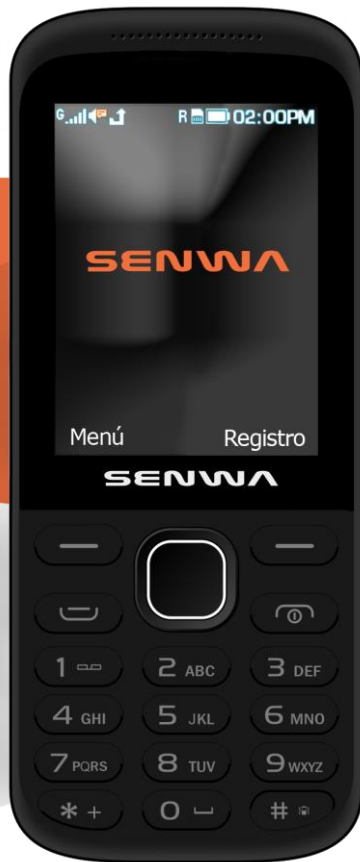 G R 02:00PM
SENWA
Menú Registro
SENWA
1 2 ABC 3 DEF
4 GHI 5 JKL 6 MNO
7 PQRS 8 TUV 9 WXYZ
* + 0 #